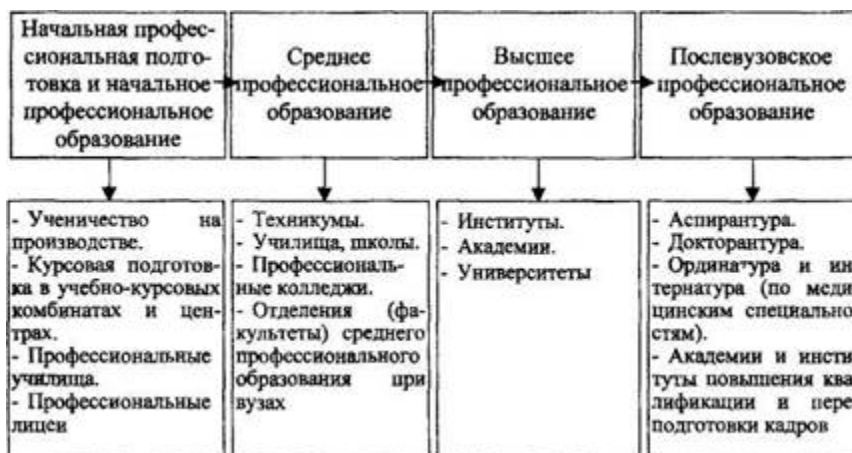 Начальная профес-
сиональная подго-
товка и начальное
профессиональное
образование
Среднее
профессиональное
образование
Высшее
профессиональное
образование
Послевузовское
профессиональное
образование
- Ученичество на
производстве.
- Курсовая подготов-
ка в учебно-курсовых
комбинатах и цен-
трах.
- Профессиональные
училища.
- Профессиональные
лицеи
- Техникумы.
- Училища, школы.
- Профессиональ-
ные колледжи.
- Отделения (фа-
культеты) среднего
профессионального
образования при
вузах
- Институты.
- Академии.
- Университеты
- Аспирантура.
- Докторантура.
- Ординатура и ин
тернатура (по меди
цинским специально
стям).
- Академии и инсти
туты повышения ква
лификации и пере
подготовки кадров